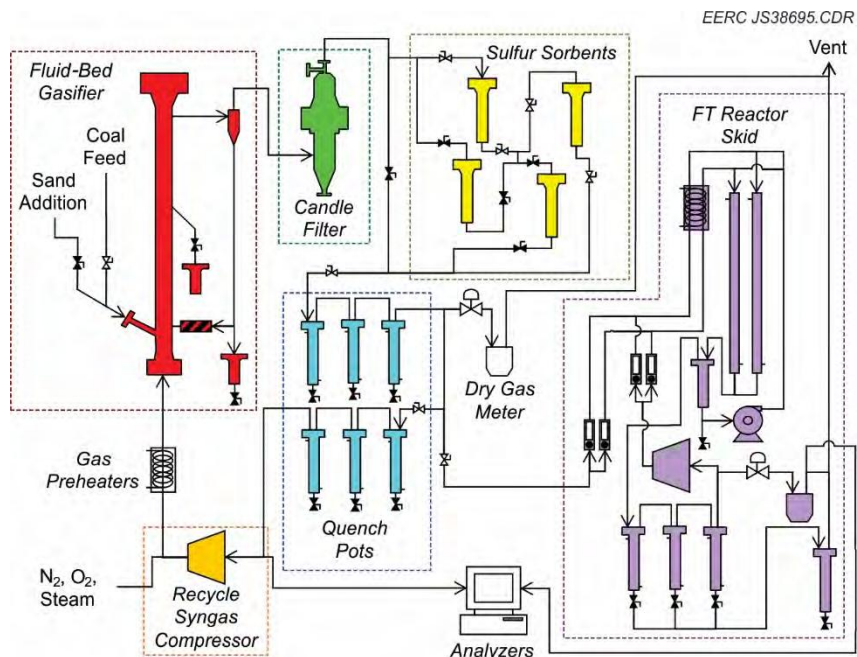 EERC JS38695.CDR
Vent
Sulfur Sorbents
Fluid-Bed
Gasifier
FT Reactor
Skid
Coal
Feed
Sand
Addition
Candle
Filter
Dry Gas
Meter
Gas
Preheaters
Quench
Pots
N₂, O₂,
Steam
Recycle
Syngas
Compressor
Analyzers